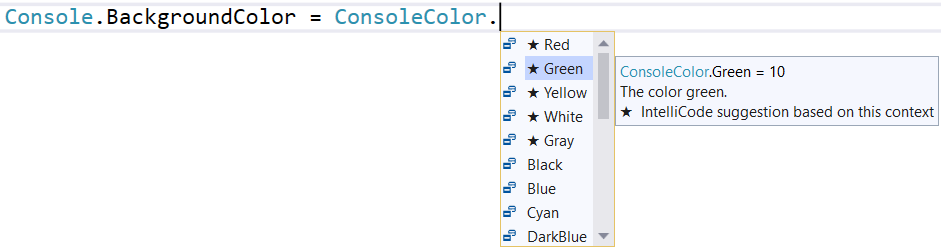 Console.BackgroundColor = ConsoleColor.
★ Red
★ Green
★ Yellow
★ White
★ Gray
Black
Blue
Cyan
DarkBlue
ConsoleColor.Green = 10
The color green.
★ IntelliCode suggestion based on this context